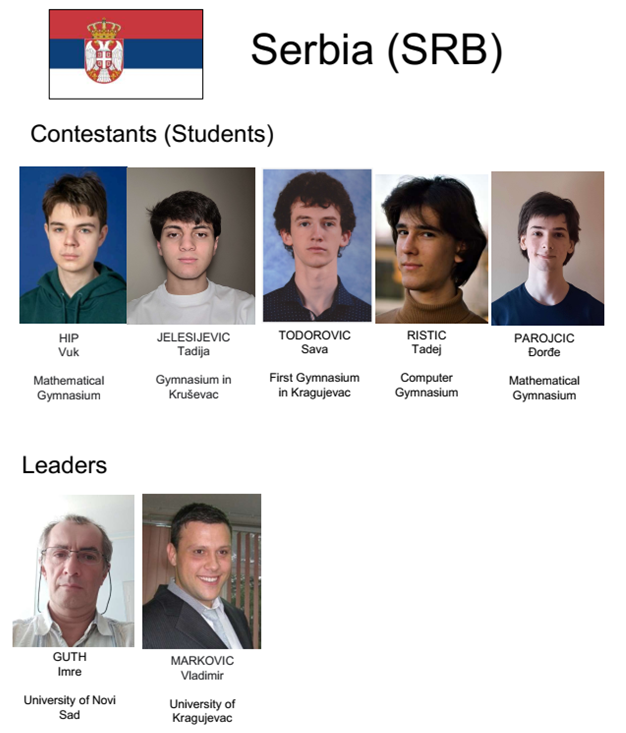 Serbia (SRB)
Contestants (Students)
HIP
Vuk
Mathematical
Gymnasium
JELESIJEVIC
Tadija
Gymnasium in
Kruševac
TODOROVIC
Sava
First Gymnasium
in Kragujevac
RISTIC
Tadej
Computer
Gymnasium
PAROJCIC
Đorđe
Mathematical
Gymnasium
Leaders
GUTH
Imre
University of Novi
Sad
MARKOVIC
Vladimir
University of
Kragujevac